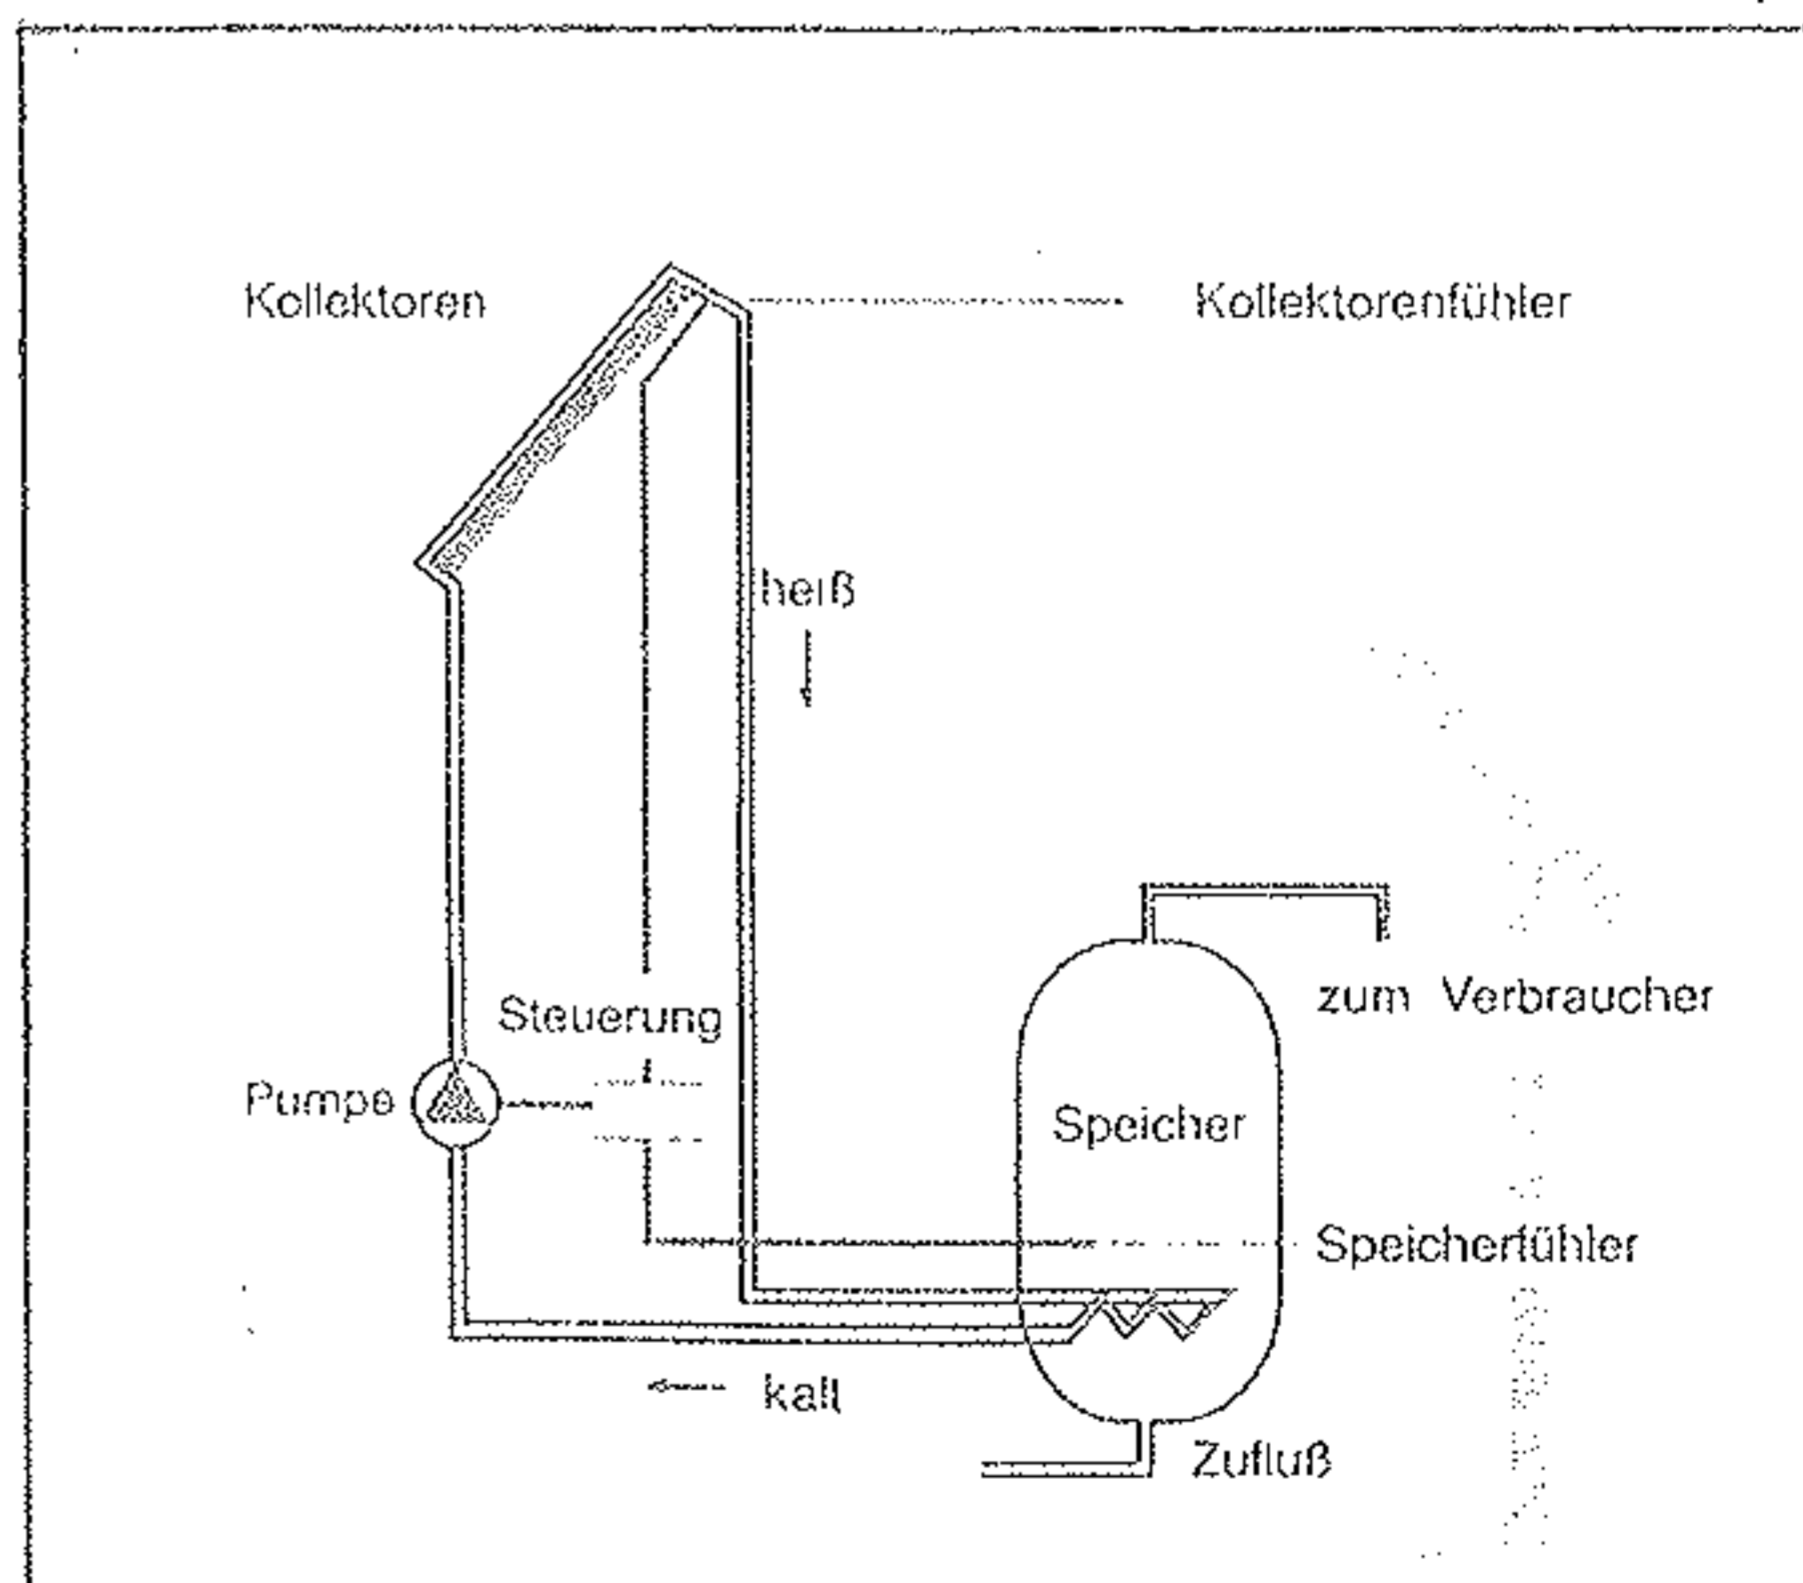 Kollektoren
Kollektorenfühler
heiß
Steuerung
zum Verbraucher
Pumpe
Speicher
Speicherfühler
kalt
Zufluß